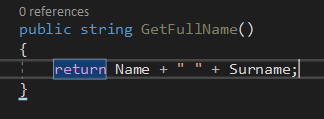 0 references
public string GetFullName()
{
return Name + " " + Surname;
}